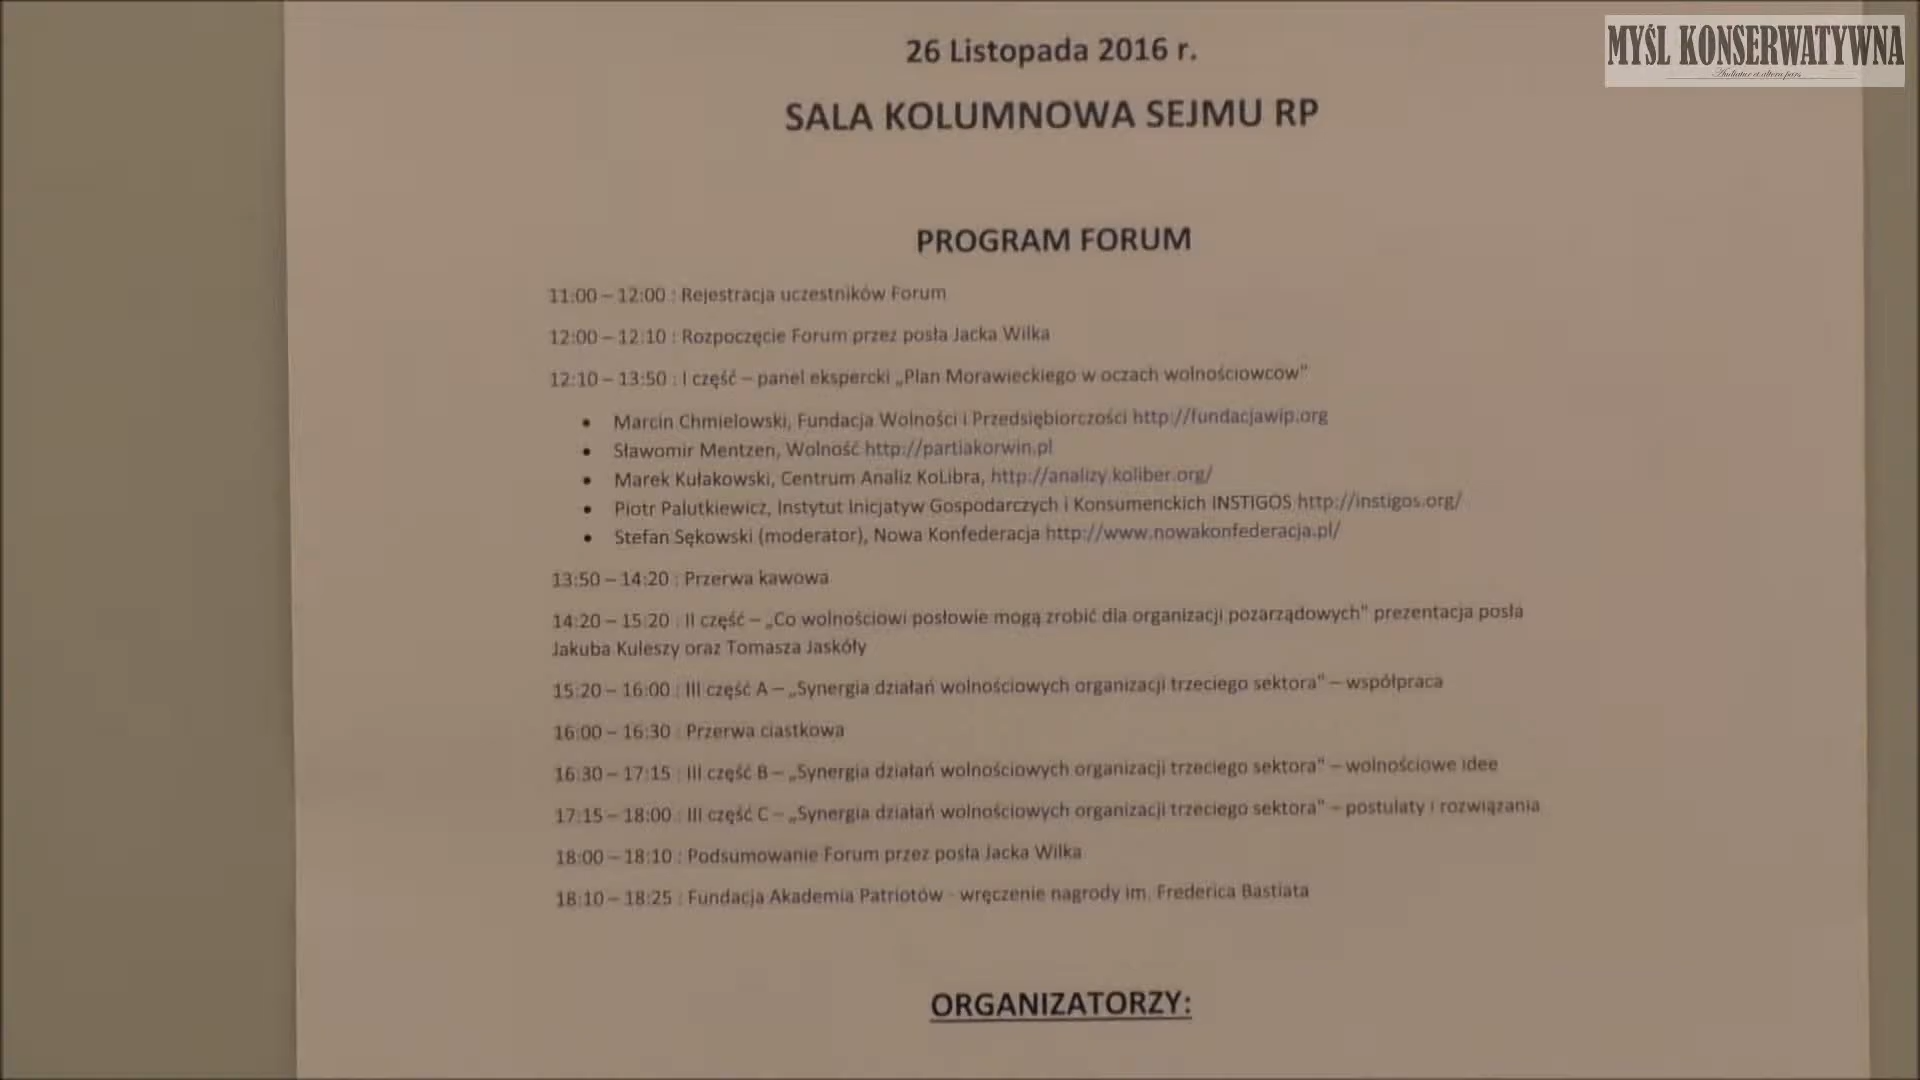 26 Listopada 2016 r.
MYŚL KONSERWATYWNA
Audiatur et altera pars
SALA KOLUMNOWA SEJMU RP
PROGRAM FORUM
11:00 – 12:00 : Rejestracja uczestników Forum
12:00 – 12:10 : Rozpoczęcie Forum przez posła Jacka Wilka
12:10 – 13:50 : I część – panel ekspercki „Plan Morawieckiego w oczach wolnościowcow”
• Marcin Chmielowski, Fundacja Wolności i Przedsiębiorczości http://fundacjawip.org
• Sławomir Mentzen, Wolność http://partiakorwin.pl
• Marek Kułakowski, Centrum Analiz KoLibra, http://analizy.koliber.org/
• Piotr Palutkiewicz, Instytut Inicjatyw Gospodarczych i Konsumenckich INSTIGOS http://instigos.org/
• Stefan Sękowski (moderator), Nowa Konfederacja http://www.nowakonfederacja.pl/
13:50 – 14:20 : Przerwa kawowa
14:20 – 15:20 : II część – „Co wolnościowi posłowie mogą zrobić dla organizacji pozarządowych” prezentacja posła
Jakuba Kuleszy oraz Tomasza Jaskóły
15:20 – 16:00 : III część A – „Synergia działań wolnościowych organizacji trzeciego sektora” – współpraca
16:00 – 16:30 : Przerwa ciastkowa
16:30 – 17:15 : III część B – „Synergia działań wolnościowych organizacji trzeciego sektora” – wolnościowe idee
17:15 – 18:00 : III część C – „Synergia działań wolnościowych organizacji trzeciego sektora” – postulaty i rozwiązania
18:00 – 18:10 : Podsumowanie Forum przez posła Jacka Wilka
18:10 – 18:25 : Fundacja Akademia Patriotów - wręczenie nagrody im. Frederica Bastiata
ORGANIZATORZY: